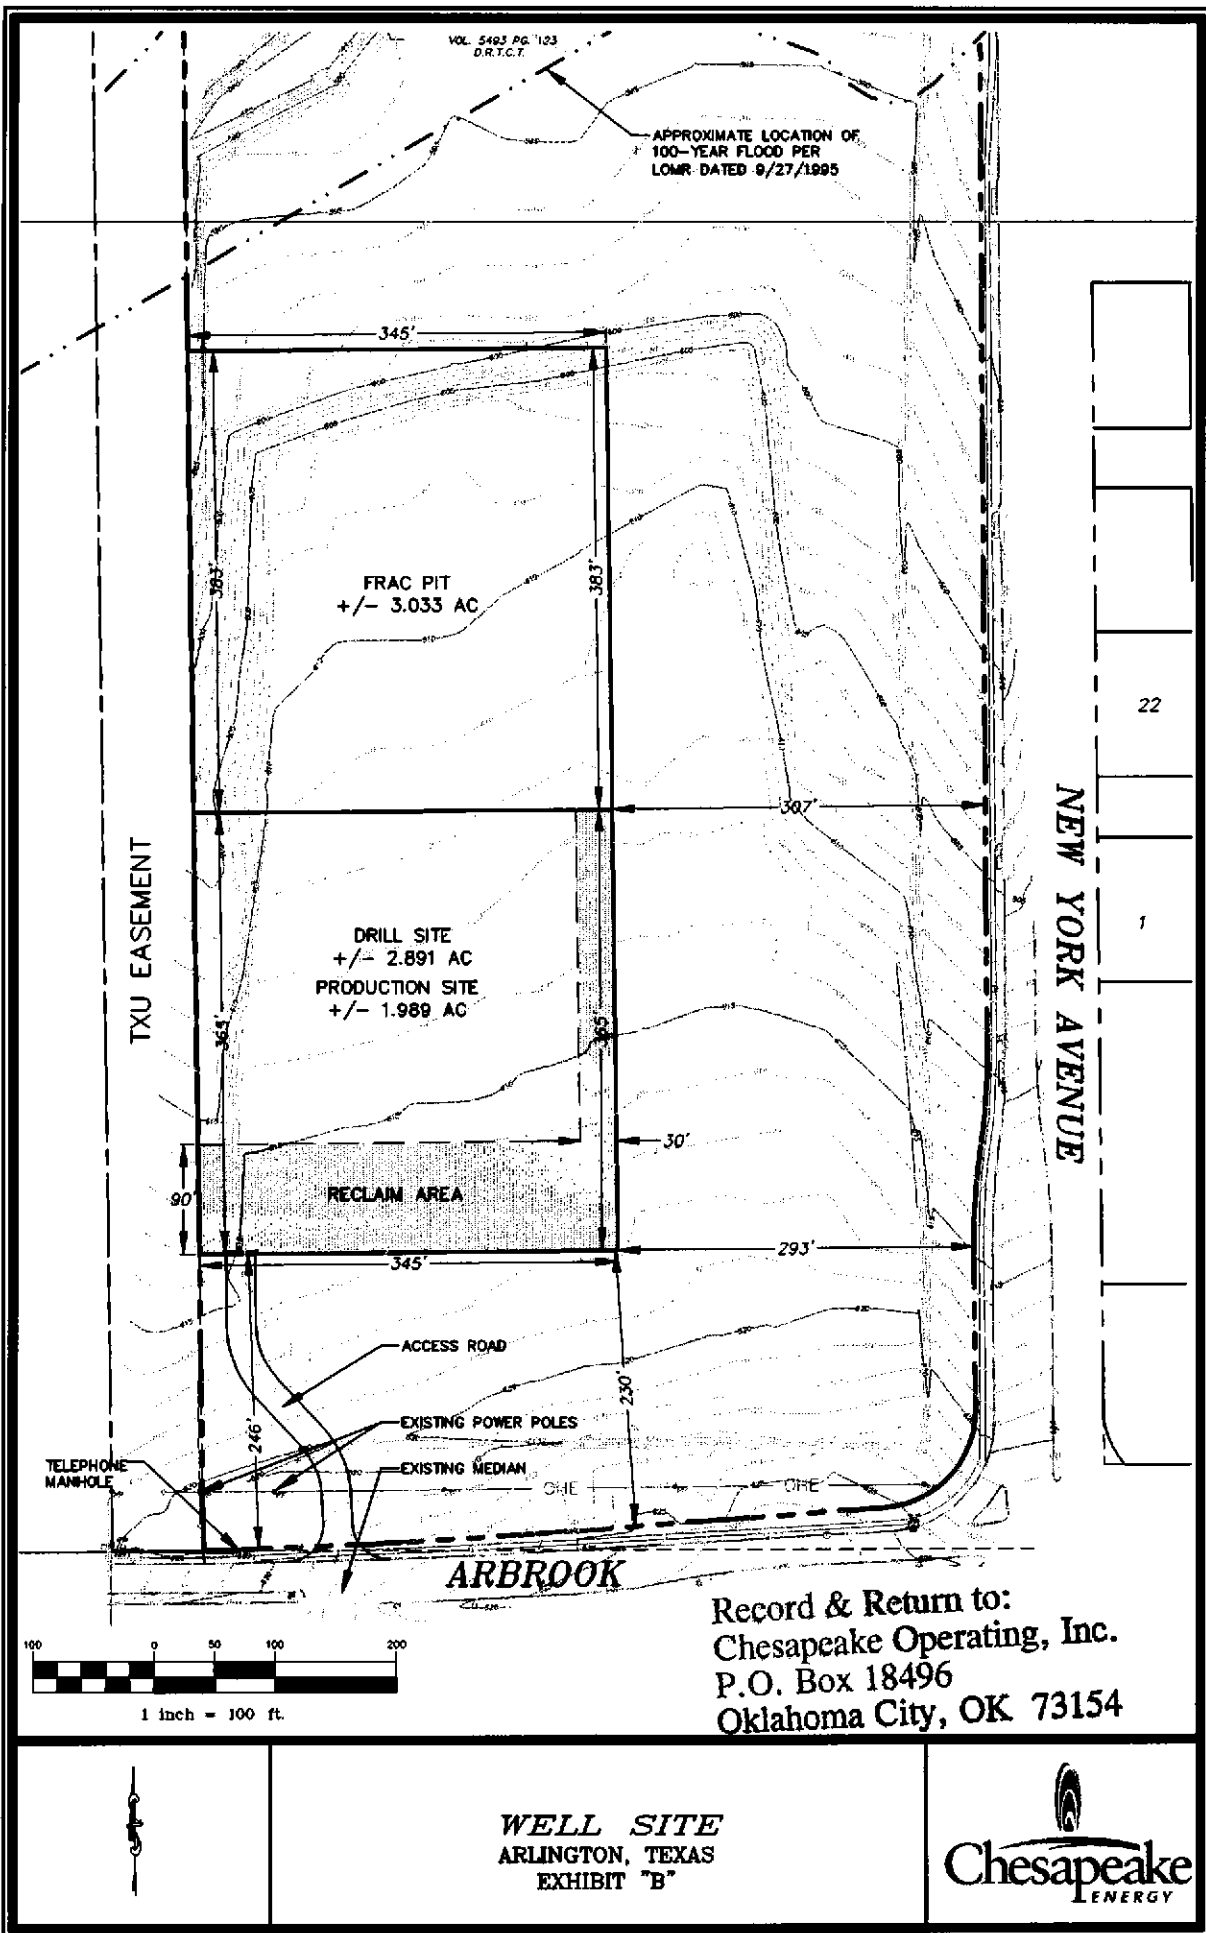 VOL. 5493 PG. 123
D.R.T.C.T.
APPROXIMATE LOCATION OF
100-YEAR FLOOD PER
LOMR DATED 9/27/1995
345'
383'
383'
FRAC PIT
+/- 3.033 AC
22
307'
NEW YORK AVENUE
TXU EASEMENT
DRILL SITE
+/- 2.891 AC
PRODUCTION SITE
+/- 1.989 AC
1
365'
365'
30'
90'
RECLAIM AREA
345'
293'
ACCESS ROAD
230'
246'
EXISTING POWER POLES
TELEPHONE
MANHOLE
EXISTING MEDIAN
OHE
OHE
ARBROOK
Record & Return to:
Chesapeake Operating, Inc.
P.O. Box 18496
Oklahoma City, OK 73154
100 0 50 100 200
1 inch = 100 ft.
WELL SITE
ARLINGTON, TEXAS
EXHIBIT "B"
Chesapeake
ENERGY